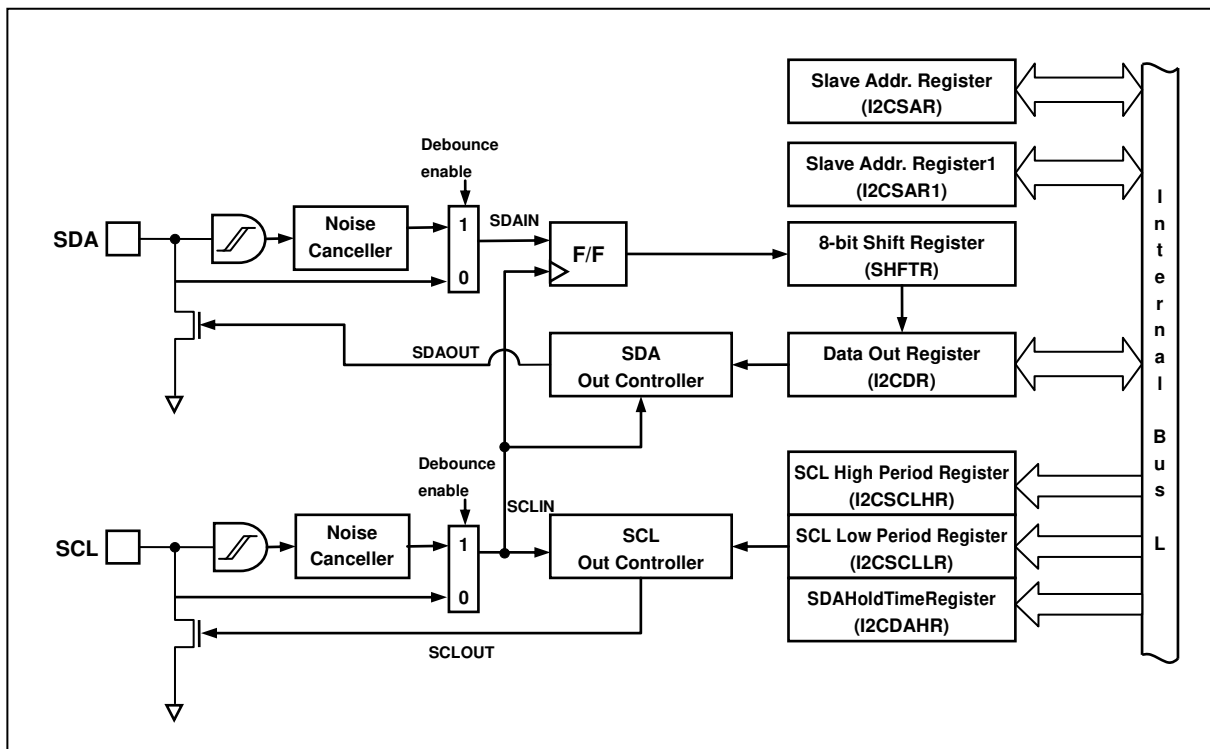 Slave Addr. Register
(I2CSAR)
Debounce
enable
Slave Addr. Register1
(I2CSAR1)
SDA
Noise
Canceller
1
0
SDAIN
F/F
8-bit Shift Register
(SHFTR)
SDAOUT
SDA
Out Controller
Data Out Register
(I2CDR)
Debounce
enable
SCL High Period Register
(I2CSCLHR)
SCL
Noise
Canceller
1
0
SCLIN
SCL
Out Controller
SCL Low Period Register
(I2CSCLLR)
SDAHoldTimeRegister
(I2CDAHR)
SCLOUT
Internal Bus L